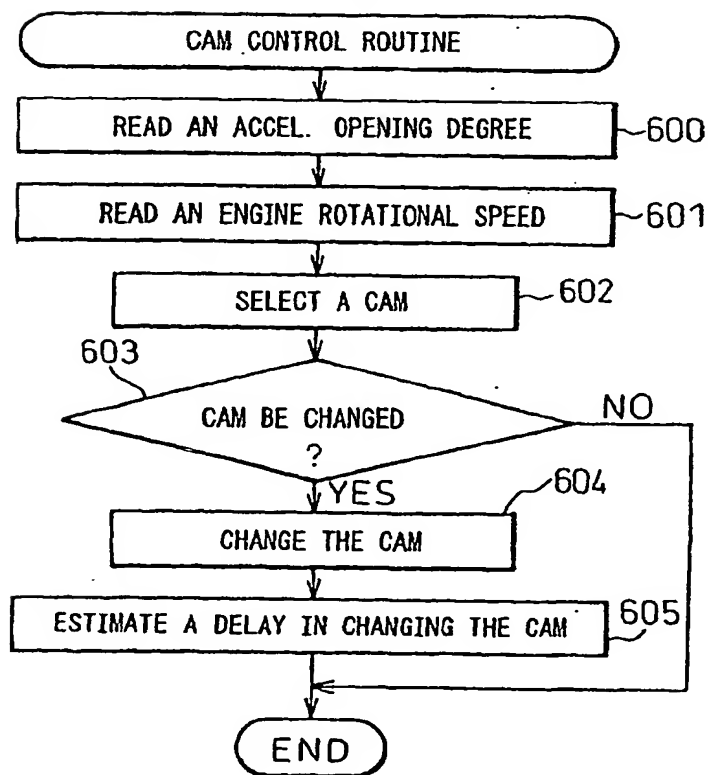 CAM CONTROL ROUTINE
READ AN ACCEL. OPENING DEGREE
600
READ AN ENGINE ROTATIONAL SPEED
601
SELECT A CAM
602
603
CAM BE CHANGED
?
NO
YES
604
CHANGE THE CAM
ESTIMATE A DELAY IN CHANGING THE CAM
605
END